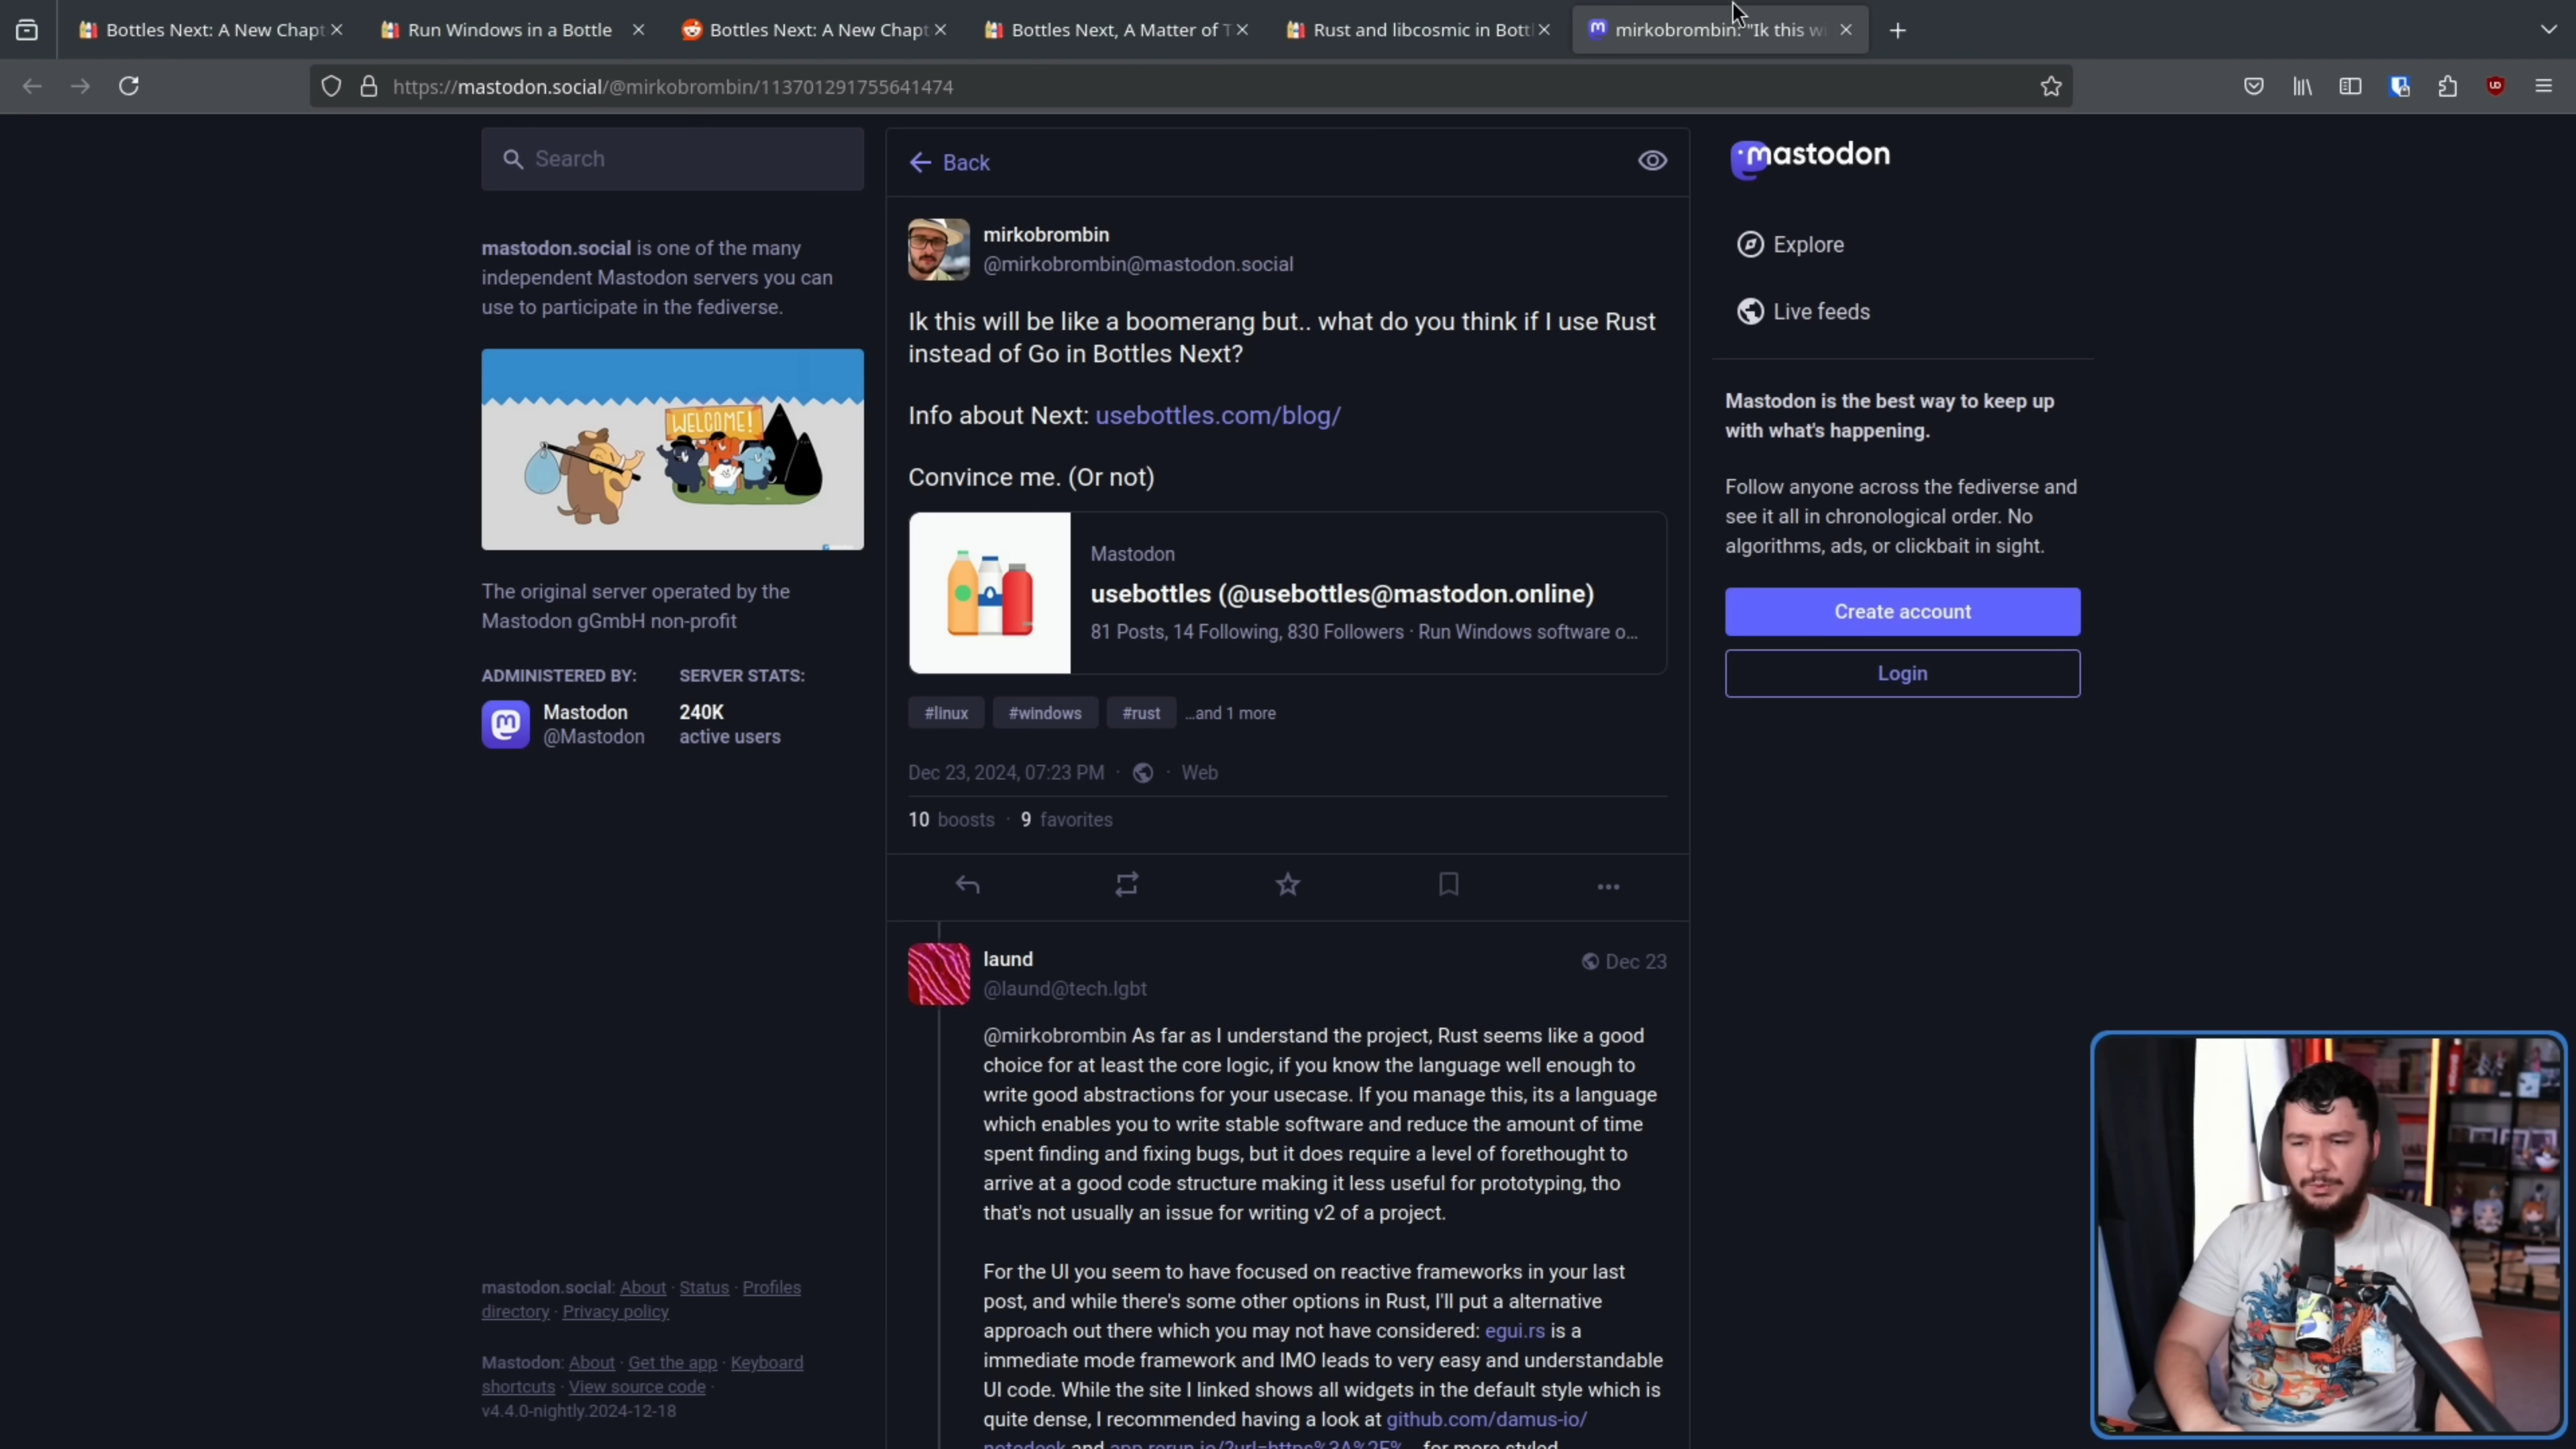 Bottles Next: A New Chapt
Run Windows in a Bottle
Bottles Next: A New Chapt
Bottles Next, A Matter of T
Rust and libcosmic in Bott
mirkobrombin: "Ik this w
https://mastodon.social/@mirkobrombin/113701291755641474
Search
mastodon.social is one of the many
independent Mastodon servers you can
use to participate in the fediverse.
WELCOME!
The original server operated by the
Mastodon gGmbH non-profit
ADMINISTERED BY:
Mastodon
@Mastodon
SERVER STATS:
240K
active users
mastodon.social: About · Status · Profiles
directory · Privacy policy
Mastodon: About · Get the app · Keyboard
shortcuts · View source code ·
v4.4.0-nightly.2024-12-18
Back
mirkobrombin
@mirkobrombin@mastodon.social
Ik this will be like a boomerang but.. what do you think if I use Rust
instead of Go in Bottles Next?
Info about Next: usebottles.com/blog/
Convince me. (Or not)
Mastodon
usebottles (@usebottles@mastodon.online)
81 Posts, 14 Following, 830 Followers · Run Windows software o...
#linux
#windows
#rust
...and 1 more
Dec 23, 2024, 07:23 PM · Web
10 boosts · 9 favorites
laund
Dec 23
@laund@tech.lgbt
@mirkobrombin As far as I understand the project, Rust seems like a good
choice for at least the core logic, if you know the language well enough to
write good abstractions for your usecase. If you manage this, its a language
which enables you to write stable software and reduce the amount of time
spent finding and fixing bugs, but it does require a level of forethought to
arrive at a good code structure making it less useful for prototyping, tho
that's not usually an issue for writing v2 of a project.
For the UI you seem to have focused on reactive frameworks in your last
post, and while there's some other options in Rust, I'll put a alternative
approach out there which you may not have considered: egui.rs is a
immediate mode framework and IMO leads to very easy and understandable
UI code. While the site I linked shows all widgets in the default style which is
quite dense, I recommended having a look at github.com/damus-io/
notedeck and app.rerun.io/?url=https%3A%2F%... for more styled
mastodon
Explore
Live feeds
Mastodon is the best way to keep up
with what's happening.
Follow anyone across the fediverse and
see it all in chronological order. No
algorithms, ads, or clickbait in sight.
Create account
Login